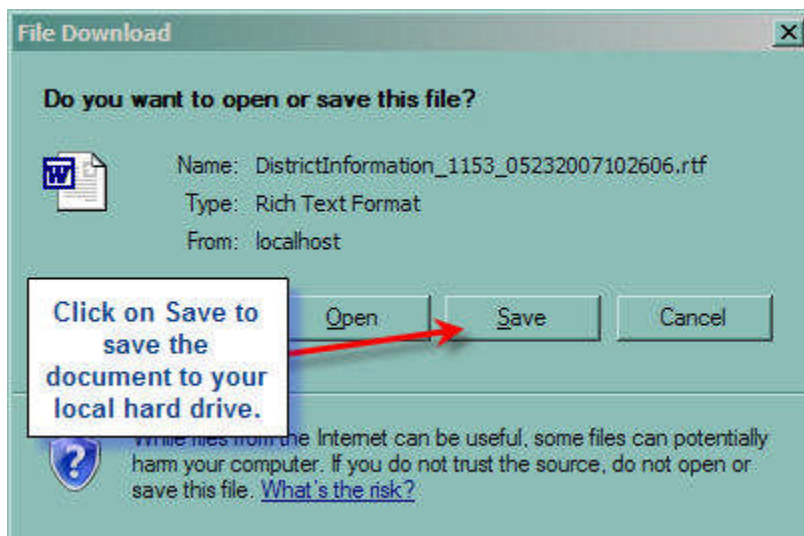 File Download
Do you want to open or save this file?
W
Name: DistrictInformation_1153_05232007102606.rtf
Type: Rich Text Format
From: localhost
Click on Save to
save the
document to your
local hard drive.
Open
Save
Cancel
While files from the Internet can be useful, some files can potentially
harm your computer. If you do not trust the source, do not open or
save this file. What's the risk?